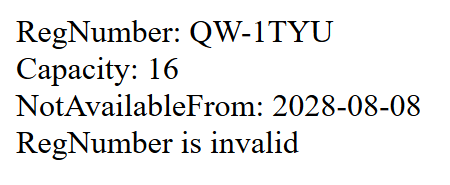 RegNumber: QW-1TYU
Capacity: 16
NotAvailableFrom: 2028-08-08
RegNumber is invalid